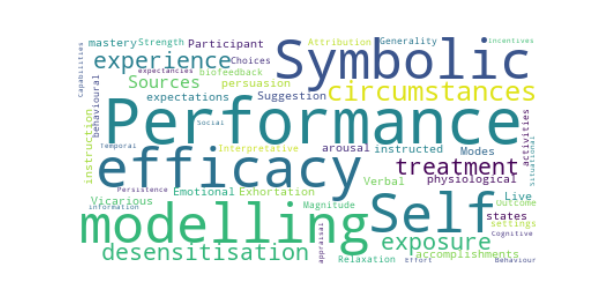 mastery Strength Participant Attribution Generality incentives
Capabilities experience expectancies Choices Symbolic
biofeedback
Sources persuasion circumstances
behavioural expectations Suggestion
Performance
Temporal Social
instruction Interpretative arousal instructed Modes activities Situational
efficacy treatment
Verbal physiological
Persistence Emotional Exhortation Live
Vicarious Magnitude Self Outcome
information states
modelling settings
appraisal Cognitive
desensitisation exposure accomplishments
Relaxation Effort Behaviour